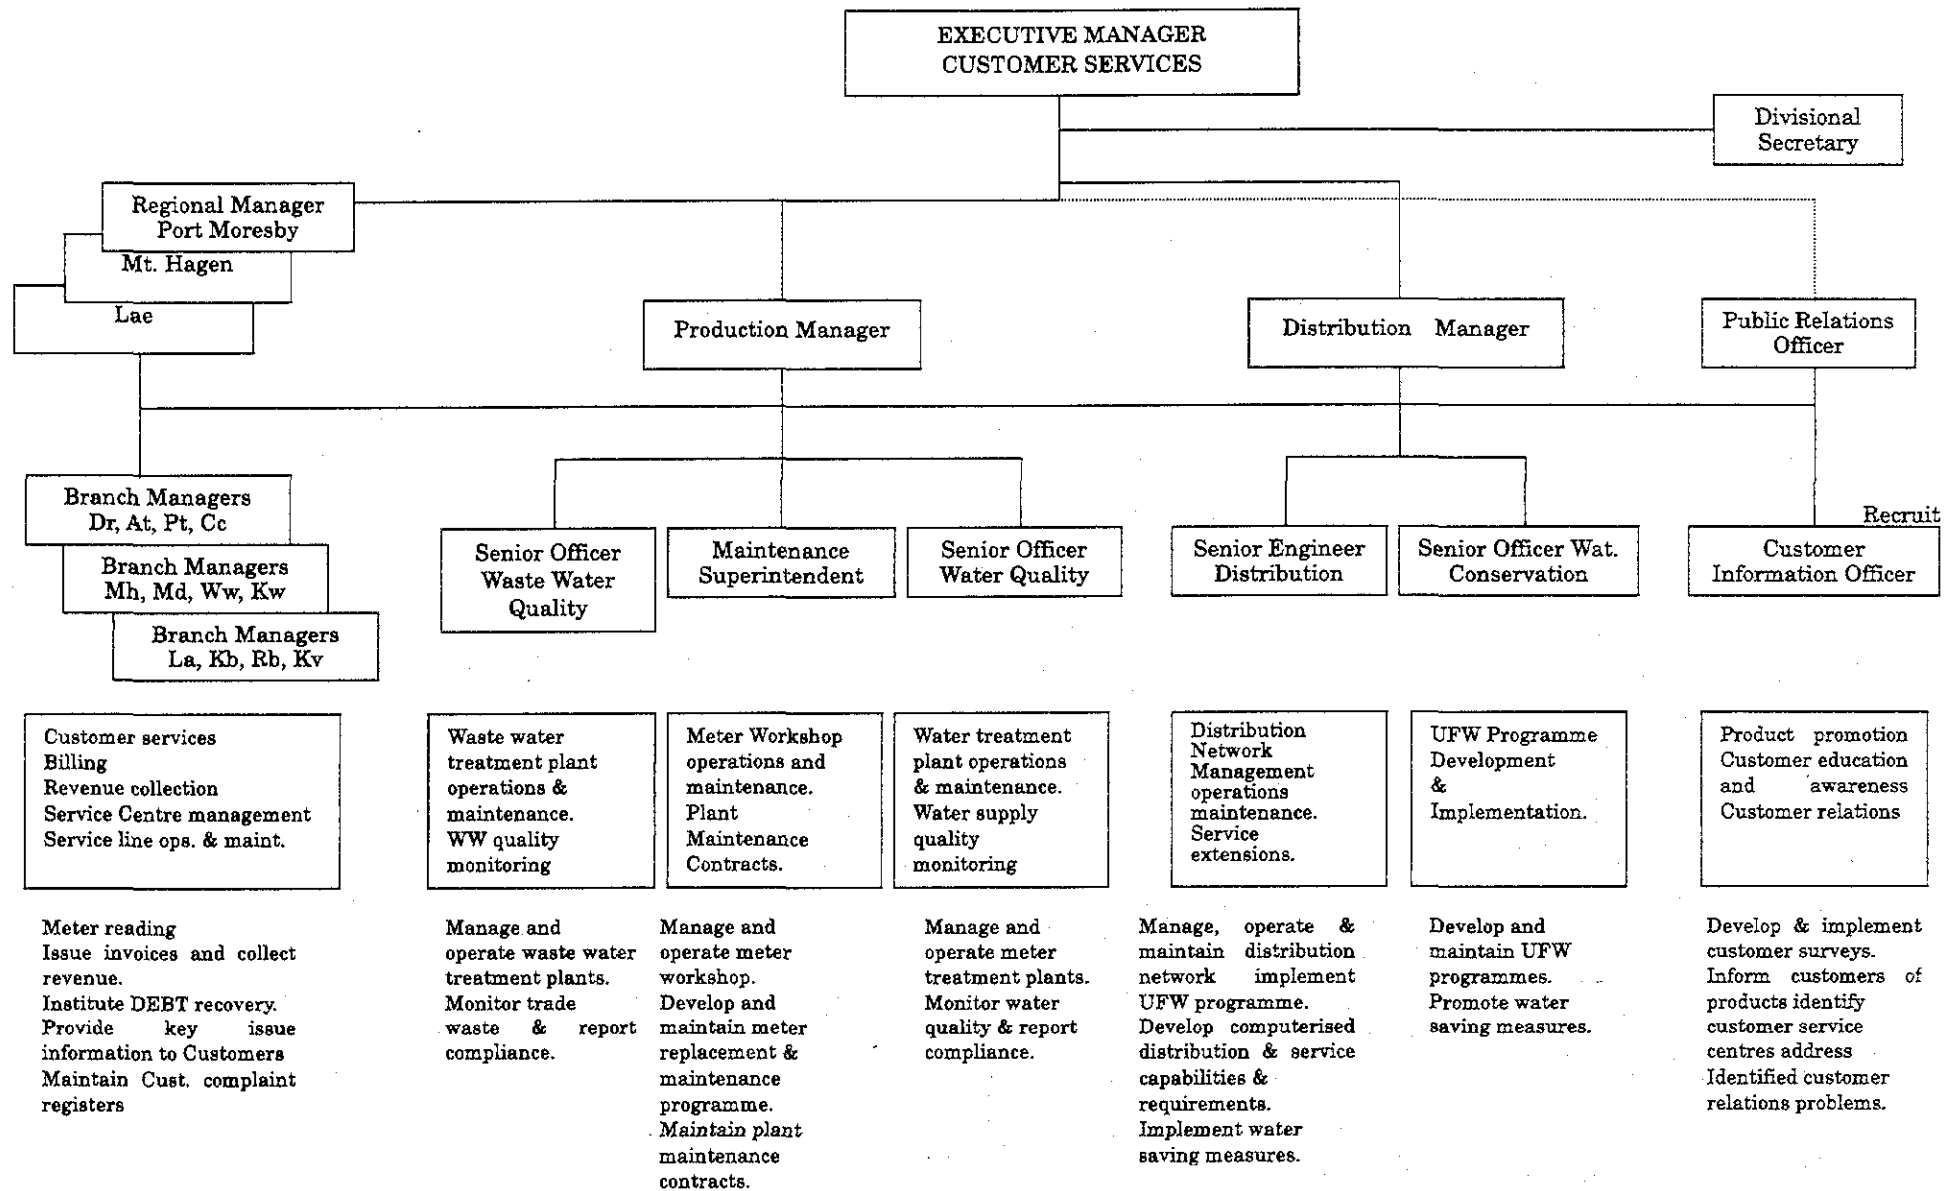 EXECUTIVE MANAGER
CUSTOMER SERVICES
Divisional
Secretary
Regional Manager
Port Moresby
Mt. Hagen
Lae
Production Manager
Distribution Manager
Public Relations
Officer
Branch Managers
Dr, At, Pt, Cc
Branch Managers
Mh, Md, Ww, Kw
Branch Managers
La, Kb, Rb, Kv
Senior Officer
Waste Water
Quality
Maintenance
Superintendent
Senior Officer
Water Quality
Senior Engineer
Distribution
Senior Officer Wat.
Conservation
Recruit
Customer
Information Officer
Customer services
Billing
Revenue collection
Service Centre management
Service line ops. & maint.
Waste water
treatment plant
operations &
maintenance.
WW quality
monitoring
Meter Workshop
operations and
maintenance.
Plant
Maintenance
Contracts.
Water treatment
plant operations
& maintenance.
Water supply
quality
monitoring
Distribution
Network
Management
operations
maintenance.
Service
extensions.
UFW Programme
Development
&
Implementation.
Product promotion
Customer education
and awareness
Customer relations
Meter reading
Issue invoices and collect
revenue.
Institute DEBT recovery.
Provide key issue
information to Customers
Maintain Cust. complaint
registers
Manage and
operate waste water
treatment plants.
Monitor trade
waste & report
compliance.
Manage and
operate meter
workshop.
Develop and
maintain meter
replacement &
maintenance
programme.
Maintain plant
maintenance
contracts.
Manage and
operate meter
treatment plants.
Monitor water
quality & report
compliance.
Manage, operate &
maintain distribution
network implement
UFW programme.
Develop computerised
distribution & service
capabilities &
requirements.
Implement water
saving measures.
Develop and
maintain UFW
programmes.
Promote water
saving measures.
Develop & implement
customer surveys.
Inform customers of
products identify
customer service
centres address
Identified customer
relations problems.